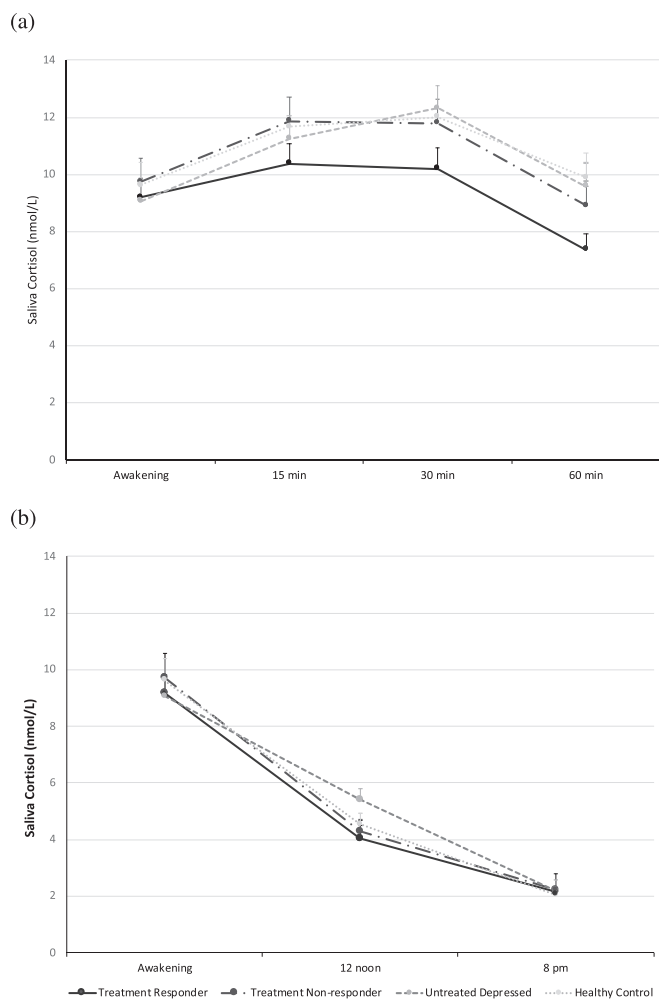 (a)
14
12
10
8
6
4
2
0
Saliva Cortisol (nmol/L)
Awakening 15 min 30 min 60 min
(b)
14
12
10
8
6
4
2
0
Saliva Cortisol (nmol/L)
Awakening 12 noon 8 pm
Treatment Responder Treatment Non-responder Untreated Depressed Healthy Control